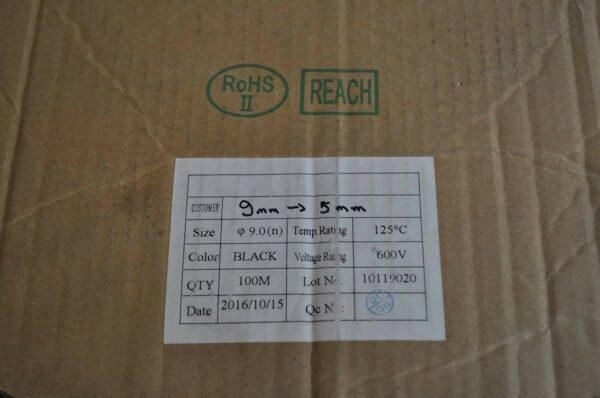 RoHS
II
REACH
CUSTOMER 9mm → 5mm
Size φ 9.0(n) Temp.Rating 125°C
Color BLACK Voltage Rating 600V
QTY 100M Lot No.: 10119020
Date 2016/10/15 Qc N :